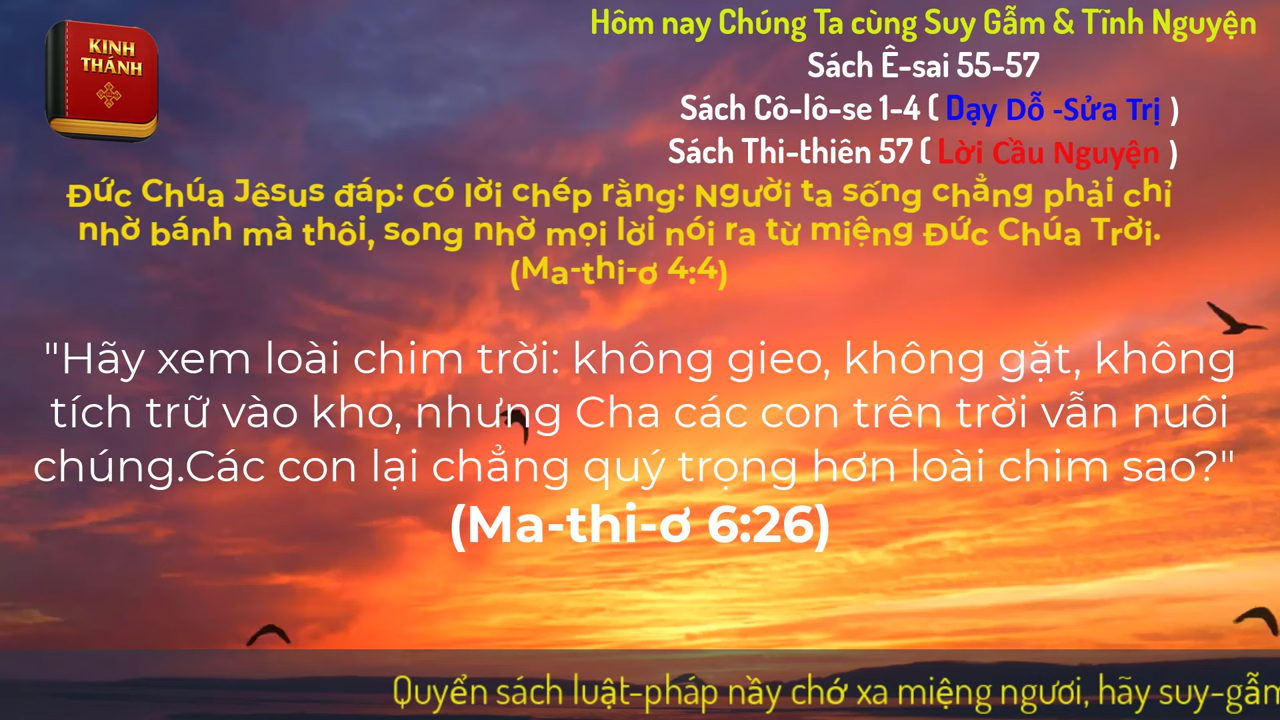 KINH
THÁNH
Hôm nay Chúng Ta cùng Suy Gẫm & Tĩnh Nguyện
Sách Ê-sai 55-57
Sách Cô-lô-se 1-4 ( Dạy Dỗ -Sửa Trị )
Sách Thi-thiên 57 ( Lời Cầu Nguyện )
Đức Chúa Jêsus đáp: Có lời chép rằng: Người ta sống chẳng phải chỉ
nhờ bánh mà thôi, song nhờ mọi lời nói ra từ miệng Đức Chúa Trời.
(Ma-thi-ơ 4:4)
"Hãy xem loài chim trời: không gieo, không gặt, không
tích trữ vào kho, nhưng Cha các con trên trời vẫn nuôi
chúng.Các con lại chẳng quý trọng hơn loài chim sao?"
(Ma-thi-ơ 6:26)
Quyển sách luật-pháp nầy chớ xa miệng ngươi, hãy suy-gẫm